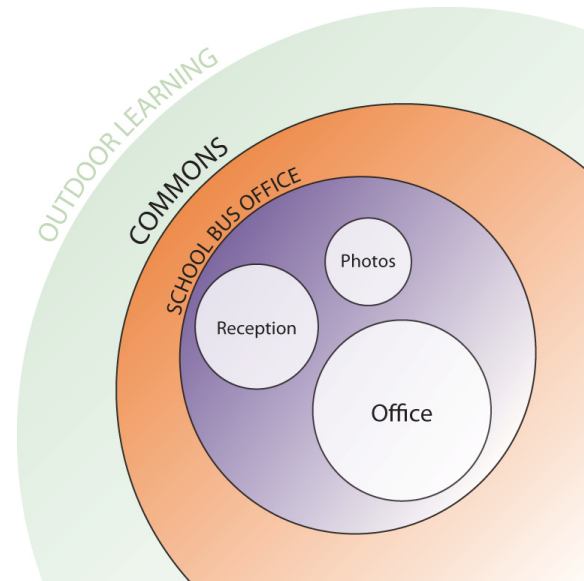 OUTDOOR LEARNING
COMMONS
SCHOOL BUS OFFICE
Photos
Reception
Office